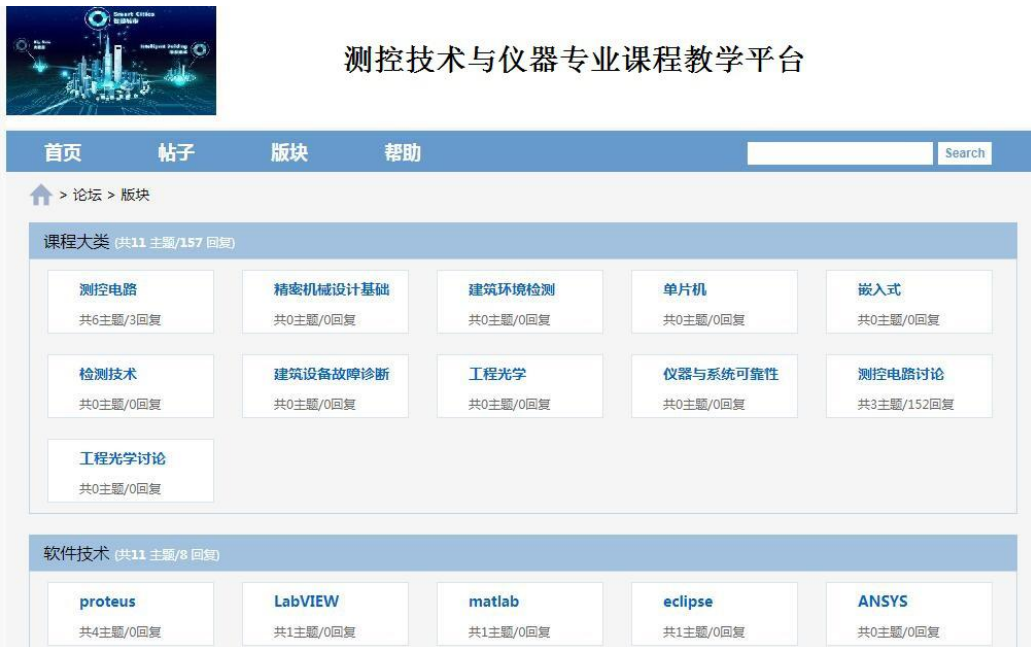 Smart Cities
智慧城市
Intelligent Building
测控技术与仪器专业课程教学平台
首页 帖子 版块 帮助 Search
> 论坛 > 版块
课程大类 (共11 主题/157 回复)
测控电路 精密机械设计基础 建筑环境检测 单片机 嵌入式
共6主题/3回复 共0主题/0回复 共0主题/0回复 共0主题/0回复 共0主题/0回复
检测技术 建筑设备故障诊断 工程光学 仪器与系统可靠性 测控电路讨论
共0主题/0回复 共0主题/0回复 共0主题/0回复 共0主题/0回复 共3主题/152回复
工程光学讨论
共0主题/0回复
软件技术 (共11 主题/8 回复)
proteus LabVIEW matlab eclipse ANSYS
共4主题/0回复 共1主题/0回复 共1主题/0回复 共1主题/0回复 共0主题/0回复